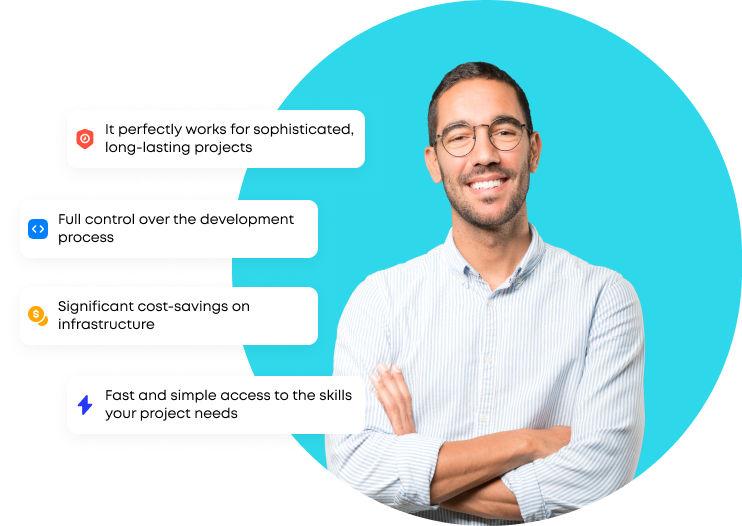 It perfectly works for sophisticated,
long-lasting projects
Full control over the development
process
Significant cost-savings on
infrastructure
Fast and simple access to the skills
your project needs